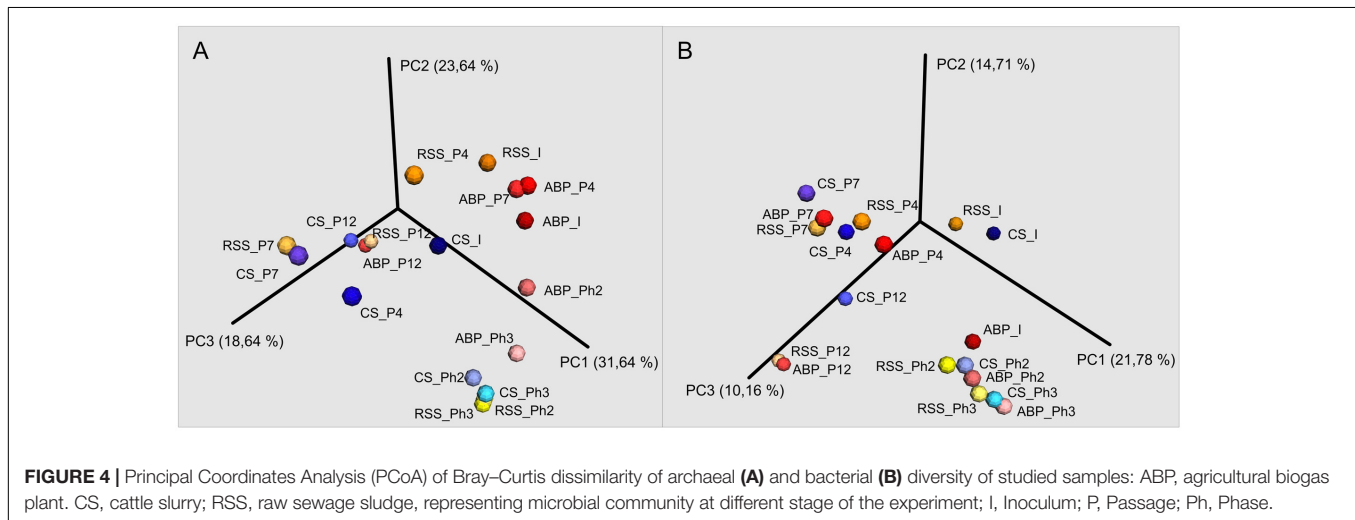 A
PC2 (23,64 %)
RSS_P4
RSS_I
ABP_P7
ABP_P4
ABP_I
CS_P12
RSS_P12
CS_I
RSS_P7
ABP_P12
CS_P7
ABP_Ph2
CS_P4
PC3 (18,64 %)
ABP_Ph3
PC1 (31,64 %)
CS_Ph2
CS_Ph3
RSS_Ph3
RSS_Ph2
B
PC2 (14,71 %)
CS_P7
ABP_P7
RSS_P4
RSS_I
RSS_P7
CS_I
CS_P4
ABP_P4
CS_P12
ABP_I
RSS_P12
ABP_P12
RSS_Ph2
CS_Ph2
PC1 (21,78 %)
ABP_Ph2
PC3 (10,16 %)
CS_Ph3
RSS_Ph3
ABP_Ph3
FIGURE 4 | Principal Coordinates Analysis (PCoA) of Bray–Curtis dissimilarity of archaeal (A) and bacterial (B) diversity of studied samples: ABP, agricultural biogas
plant. CS, cattle slurry; RSS, raw sewage sludge, representing microbial community at different stage of the experiment; I, Inoculum; P, Passage; Ph, Phase.